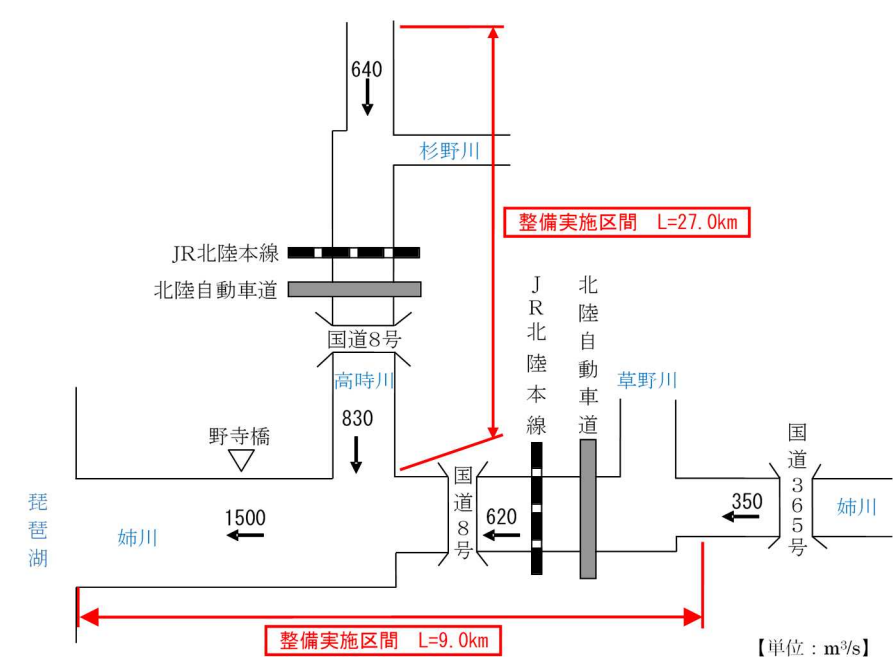 640
杉野川
整備実施区間 L=27.0km
JR北陸本線
北陸自動車道
国道8号
高時川
830
野寺橋
JR北陸本線
北陸自動車道
草野川
国道365号
国道8号
琵琶湖
姉川
1500
620
350
姉川
整備実施区間 L=9.0km
【単位：m³/s】